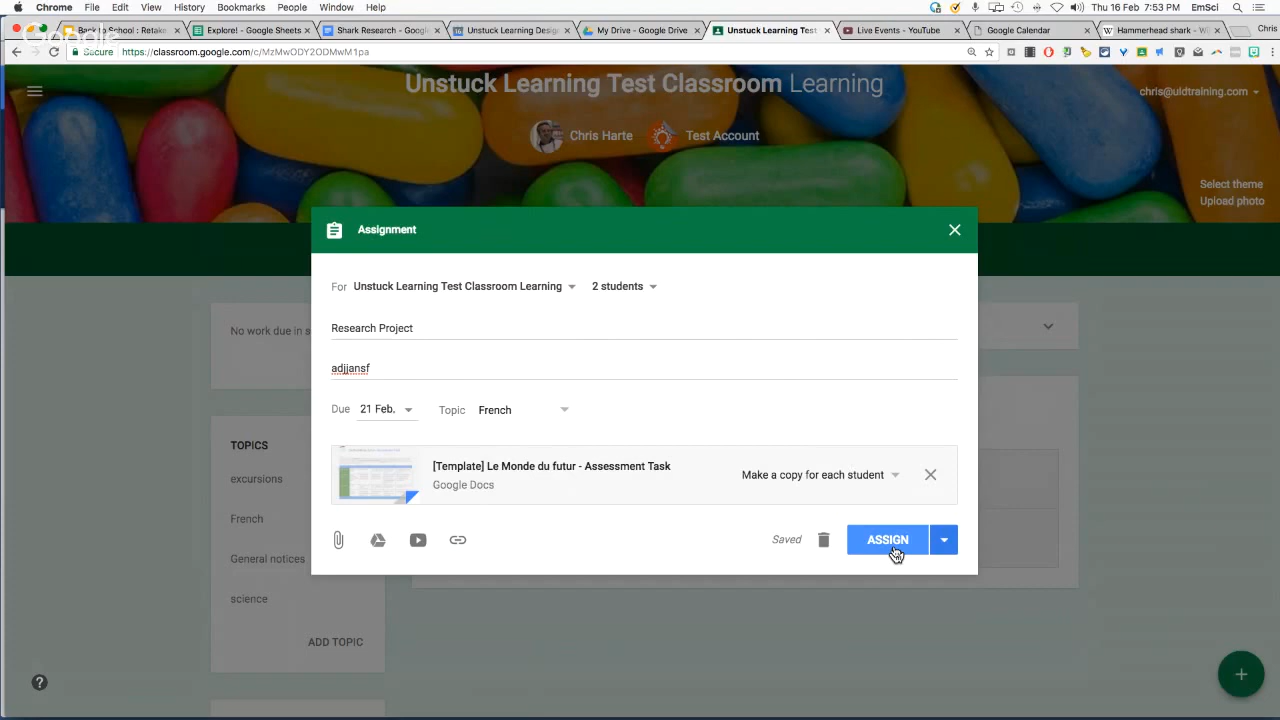 Chrome File Edit View History Bookmarks People Window Help Thu 16 Feb 7:53 PM EmSci
Back to School : Retake Explore! - Google Sheets Shark Research - Goog Unstuck Learning Desig My Drive - Google Drive Unstuck Learning Test Live Events - YouTube Google Calendar Hammerhead shark - W Chris
Google
Secure https://classroom.google.com/c/MzMwODY2ODMwM1pa
Unstuck Learning Test Classroom Learning
chris@uldtraining.com
Chris Harte Test Account
Select theme
Upload photo
Assignment
For Unstuck Learning Test Classroom Learning 2 students
No work due in s
Research Project
adjjansf
Due 21 Feb. Topic French
TOPICS
excursions
French
General notices
science
ADD TOPIC
[Template] Le Monde du futur - Assessment Task
Google Docs
Make a copy for each student
Saved
ASSIGN